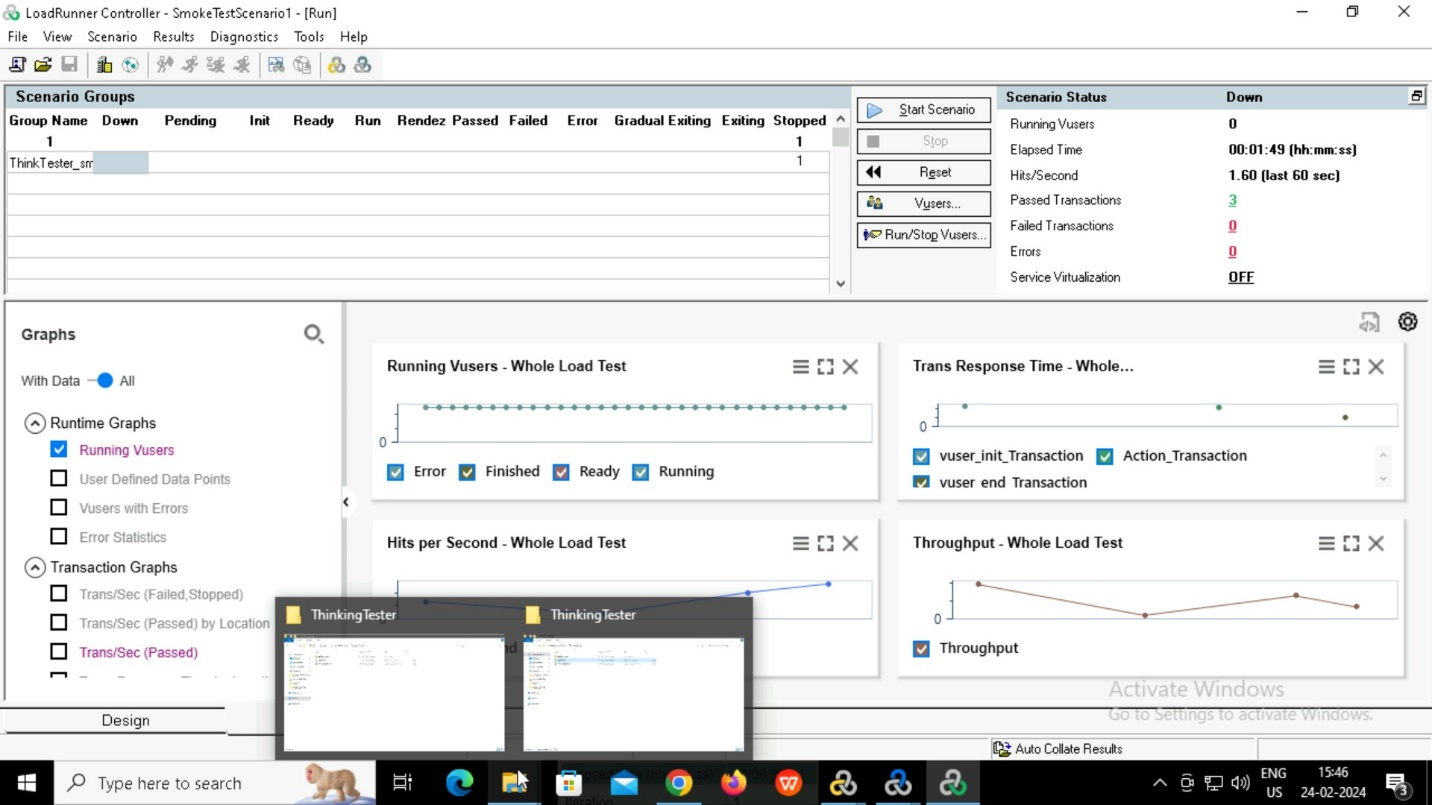 LoadRunner Controller - SmokeTestScenario1 - [Run]
File View Scenario Results Diagnostics Tools Help
Scenario Groups
Group Name Down Pending Init Ready Run Rendez Passed Failed Error Gradual Exiting Exiting Stopped
1 1
ThinkTester_sm 1
Start Scenario
Stop
Reset
Vusers...
Run/Stop Vusers...
Scenario Status Down
Running Vusers 0
Elapsed Time 00:01:49 (hh:mm:ss)
Hits/Second 1.60 (last 60 sec)
Passed Transactions 3
Failed Transactions 0
Errors 0
Service Virtualization OFF
Graphs
With Data All
Runtime Graphs
Running Vusers
User Defined Data Points
Vusers with Errors
Error Statistics
Transaction Graphs
Trans/Sec (Failed,Stopped)
Trans/Sec (Passed) by Location
Trans/Sec (Passed)
Running Vusers - Whole Load Test
0
Error Finished Ready Running
Trans Response Time - Whole...
0
vuser_init_Transaction Action_Transaction
vuser end Transaction
Hits per Second - Whole Load Test
Throughput - Whole Load Test
0
Throughput
ThinkingTester ThinkingTester
Activate Windows
Go to Settings to activate Windows.
Design
Auto Collate Results
Type here to search
ENG
US
15:46
24-02-2024
3